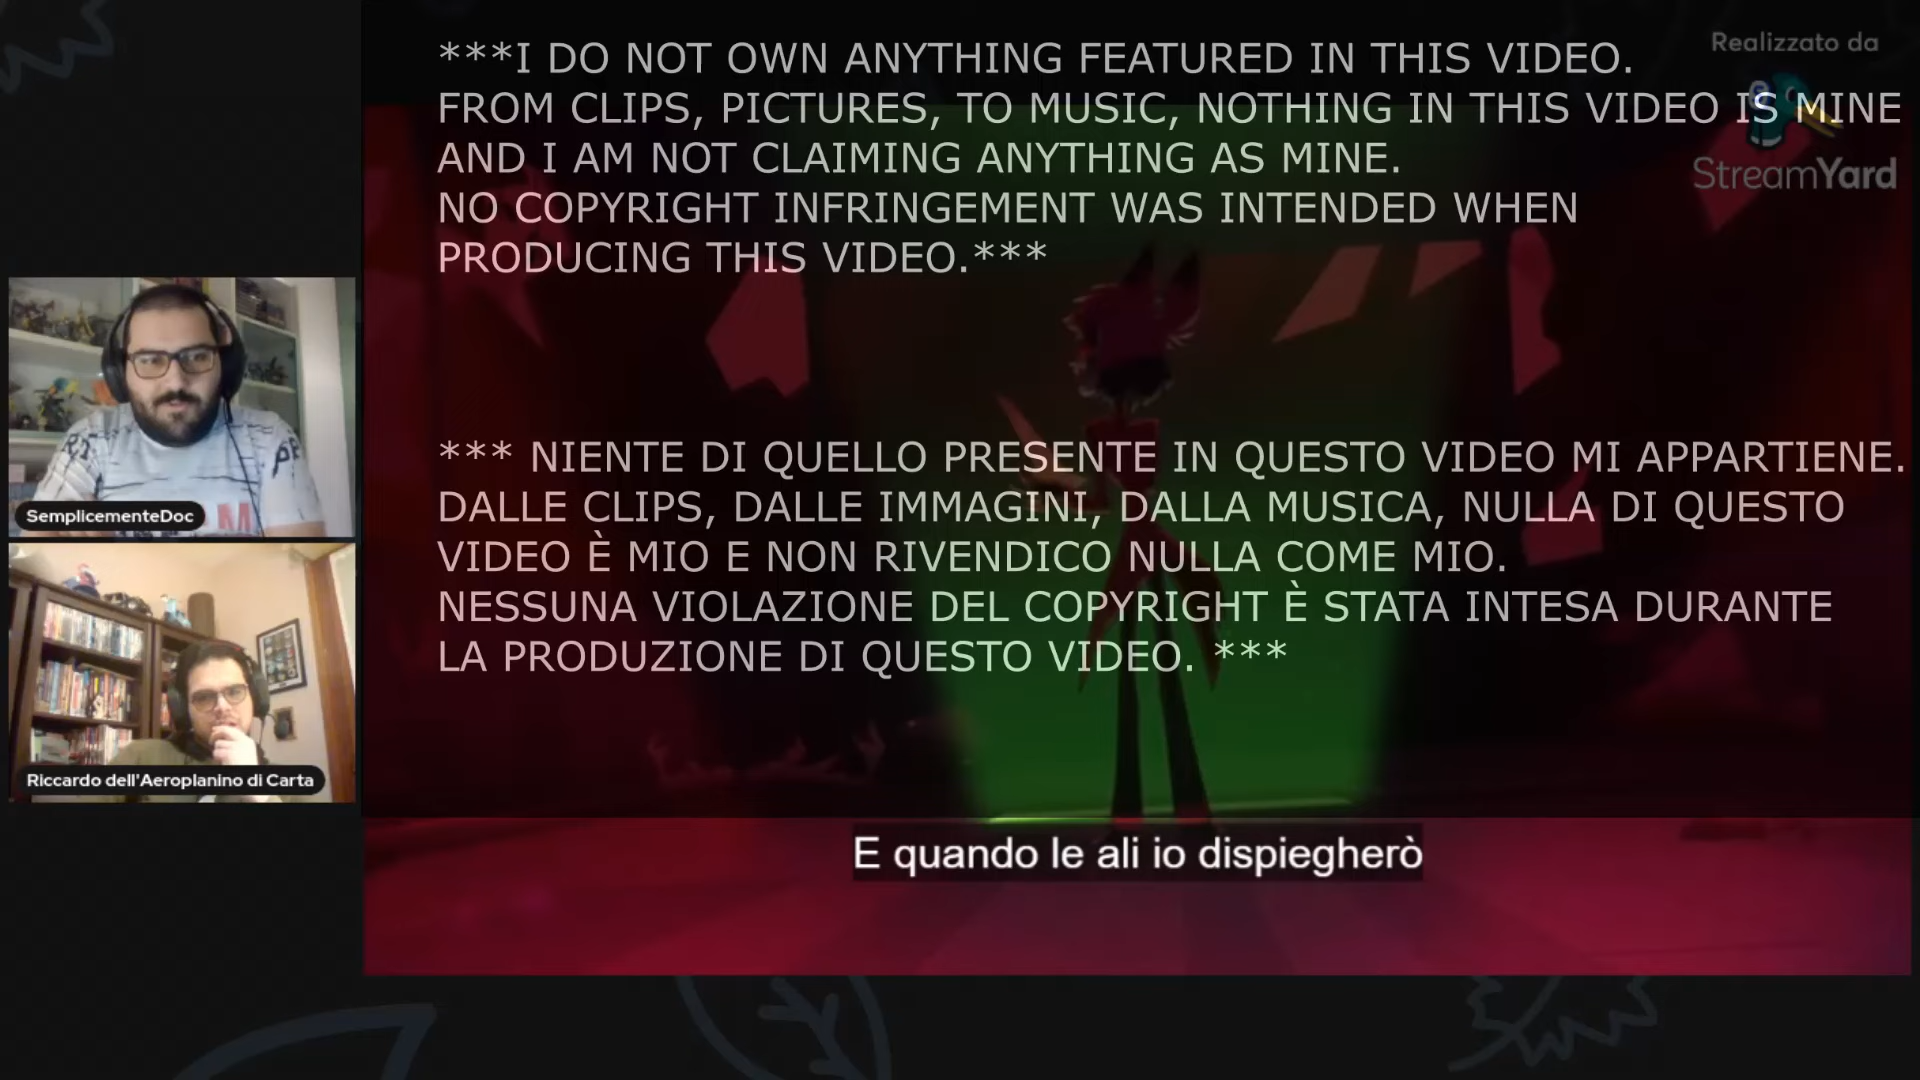 ***I DO NOT OWN ANYTHING FEATURED IN THIS VIDEO.
FROM CLIPS, PICTURES, TO MUSIC, NOTHING IN THIS VIDEO IS MINE
AND I AM NOT CLAIMING ANYTHING AS MINE.
NO COPYRIGHT INFRINGEMENT WAS INTENDED WHEN
PRODUCING THIS VIDEO.***
Realizzato da
StreamYard
*** NIENTE DI QUELLO PRESENTE IN QUESTO VIDEO MI APPARTIENE.
DALLE CLIPS, DALLE IMMAGINI, DALLA MUSICA, NULLA DI QUESTO
VIDEO È MIO E NON RIVENDICO NULLA COME MIO.
NESSUNA VIOLAZIONE DEL COPYRIGHT È STATA INTESA DURANTE
LA PRODUZIONE DI QUESTO VIDEO. ***
SemplicementeDoc
Riccardo dell'Aeroplanino di Carta
E quando le ali io dispiegherò